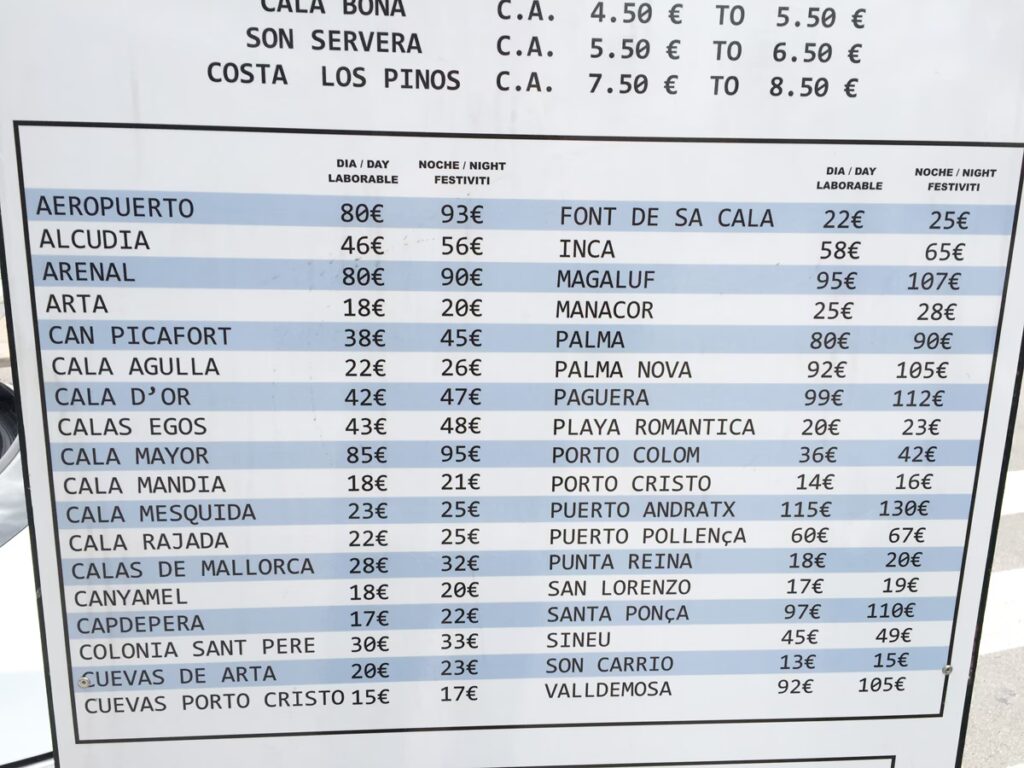 CALA BONA C.A. 4.50 € TO 5.50 €
SON SERVERA C.A. 5.50 € TO 6.50 €
COSTA LOS PINOS C.A. 7.50 € TO 8.50 €
DIA / DAY NOCHE / NIGHT DIA / DAY NOCHE / NIGHT
LABORABLE FESTIVITI LABORABLE FESTIVITI
AEROPUERTO 80€ 93€ FONT DE SA CALA 22€ 25€
ALCUDIA 46€ 56€ INCA 58€ 65€
ARENAL 80€ 90€ MAGALUF 95€ 107€
ARTA 18€ 20€ MANACOR 25€ 28€
CAN PICAFORT 38€ 45€ PALMA 80€ 90€
CALA AGULLA 22€ 26€ PALMA NOVA 92€ 105€
CALA D'OR 42€ 47€ PAGUERA 99€ 112€
CALAS EGOS 43€ 48€ PLAYA ROMANTICA 20€ 23€
CALA MAYOR 85€ 95€ PORTO COLOM 36€ 42€
CALA MANDIA 18€ 21€ PORTO CRISTO 14€ 16€
CALA MESQUIDA 23€ 25€ PUERTO ANDRATX 115€ 130€
CALA RAJADA 22€ 25€ PUERTO POLLENçA 60€ 67€
CALAS DE MALLORCA 28€ 32€ PUNTA REINA 18€ 20€
CANYAMEL 18€ 20€ SAN LORENZO 17€ 19€
CAPDEPERA 17€ 22€ SANTA PONçA 97€ 110€
COLONIA SANT PERE 30€ 33€ SINEU 45€ 49€
CUEVAS DE ARTA 20€ 23€ SON CARRIO 13€ 15€
CUEVAS PORTO CRISTO 15€ 17€ VALLDEMOSA 92€ 105€